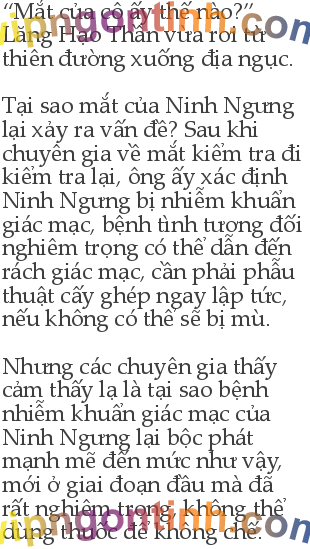 “Mắt của cô ấy thế nào?”
Lăng Hạo Thần vừa rơi từ
thiên đường xuống địa ngục.
Tại sao mắt của Ninh Ngưng
lại xảy ra vấn đề? Sau khi
chuyên gia về mắt kiểm tra đi
kiểm tra lại, ông ấy xác định
Ninh Ngưng bị nhiễm khuẩn
giác mạc, bệnh tình tương đối
nghiêm trọng có thể dẫn đến
rách giác mạc, cần phải phẫu
thuật cấy ghép ngay lập tức,
nếu không có thể sẽ bị mù.
Nhưng các chuyên gia thấy
cảm thấy lạ là tại sao bệnh
nhiễm khuẩn giác mạc của
Ninh Ngưng lại bộc phát
mạnh mẽ đến mức như vậy,
mới ở giai đoạn đầu mà đã
rất nghiêm trọng, không thể
dùng thuốc để khống chế.
vipngontinh.com
vipngontinh.com